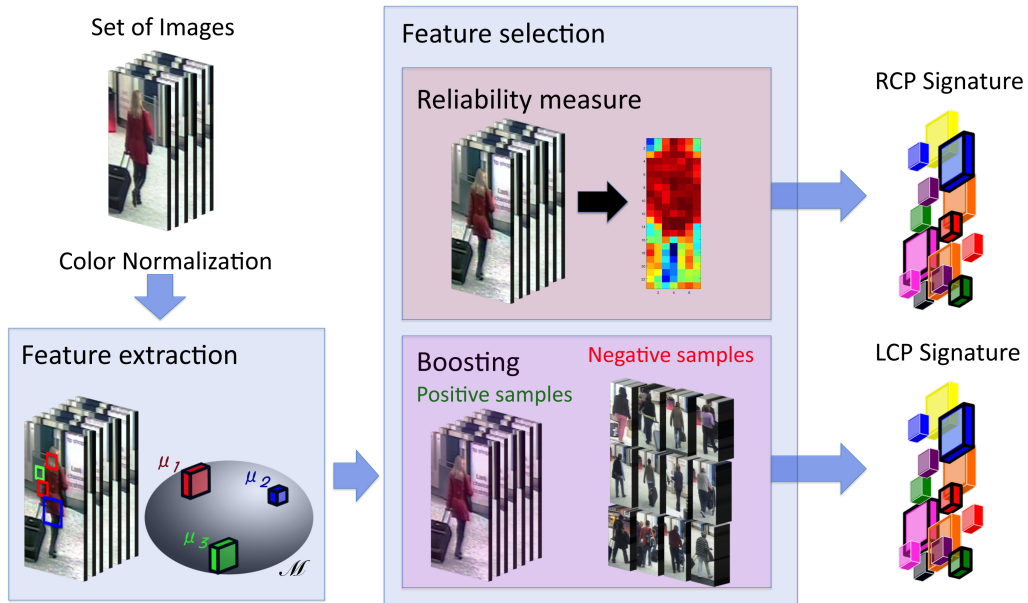 Set of Images
Color Normalization
Feature extraction
μ1
μ2
μ3
ℳ
Feature selection
Reliability measure
Boosting
Positive samples
Negative samples
RCP Signature
LCP Signature